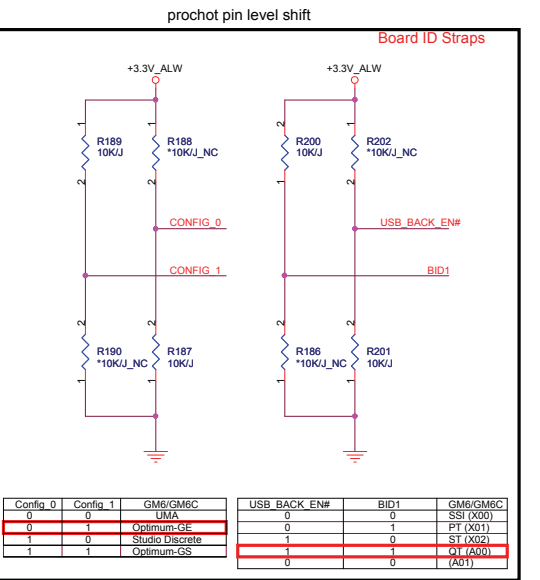 prochot pin level shift
Board ID Straps
+3.3V_ALW
+3.3V_ALW
1
1
2
1
R189
10K/J
R188
*10K/J_NC
R200
10K/J
R202
*10K/J_NC
2
2
1
2
CONFIG_0
USB_BACK_EN#
CONFIG_1
BID1
2
2
2
2
R190
*10K/J_NC
R187
10K/J
R186
*10K/J_NC
R201
10K/J
1
1
1
1
Config_0 Config_1 GM6/GM6C
0 0 UMA
0 1 Optimum-GE
1 0 Studio Discrete
1 1 Optimum-GS
USB_BACK_EN# BID1 GM6/GM6C
0 0 SSI (X00)
0 1 PT (X01)
1 0 ST (X02)
1 1 QT (A00)
0 0 (A01)